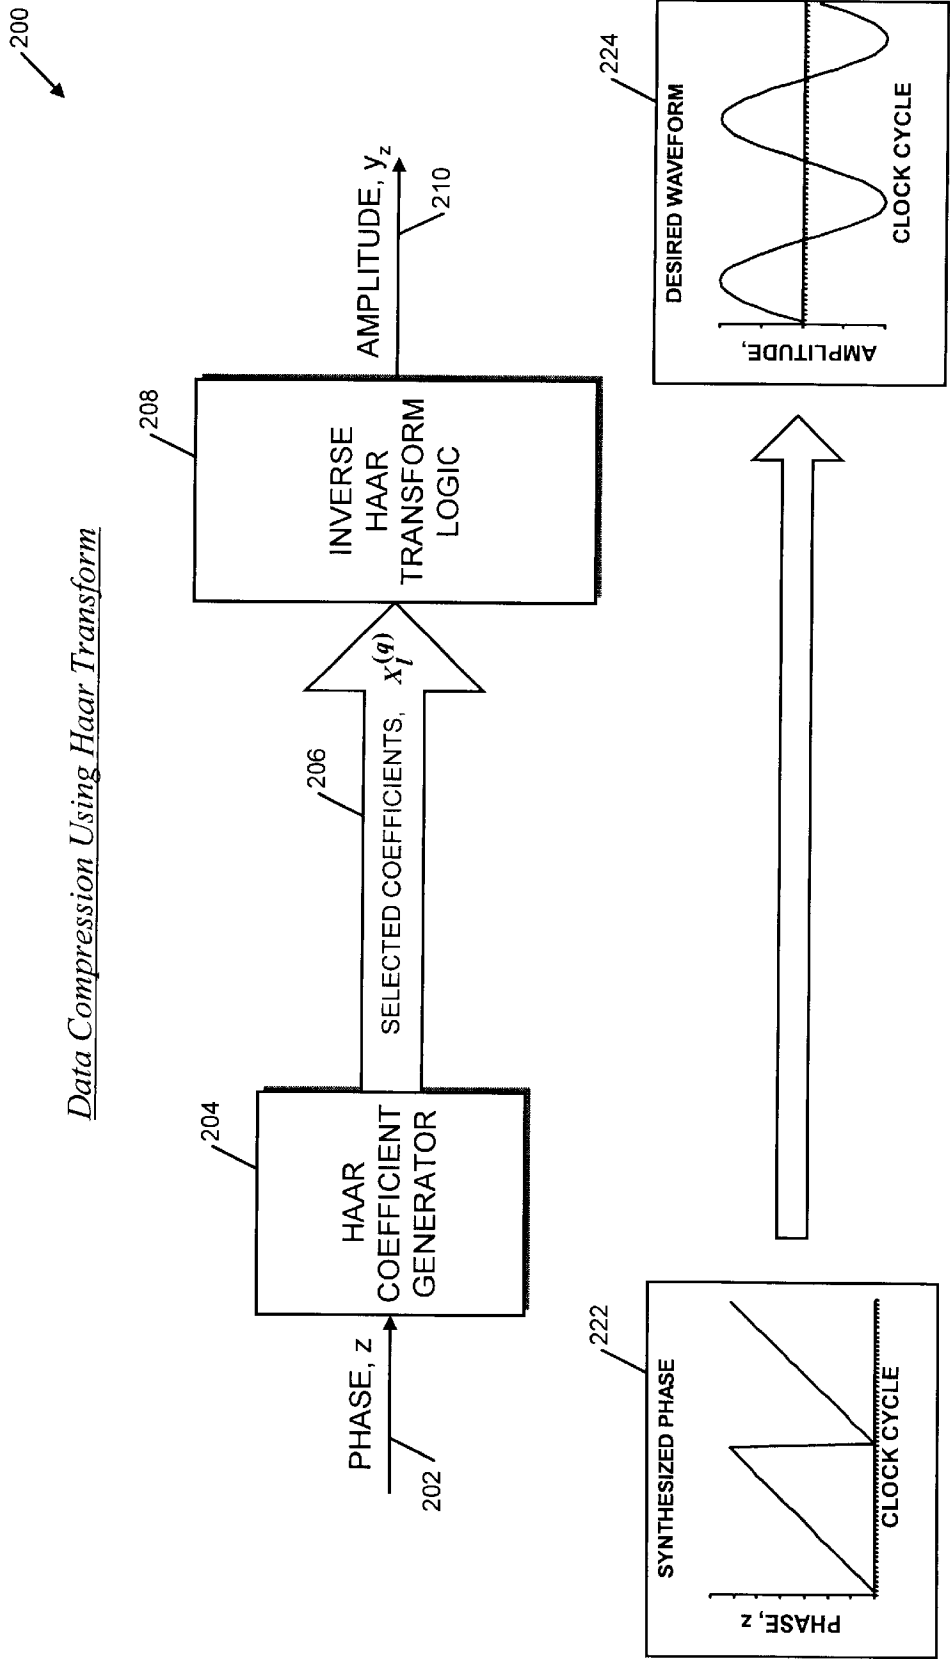 200
Data Compression Using Haar Transform
204
206
208
PHASE, z
202
HAAR
COEFFICIENT
GENERATOR
SELECTED COEFFICIENTS, X_l^(q)
INVERSE
HAAR
TRANSFORM
LOGIC
AMPLITUDE, y_z
210
222
SYNTHESIZED PHASE
PHASE, z
CLOCK CYCLE
224
DESIRED WAVEFORM
AMPLITUDE,
CLOCK CYCLE